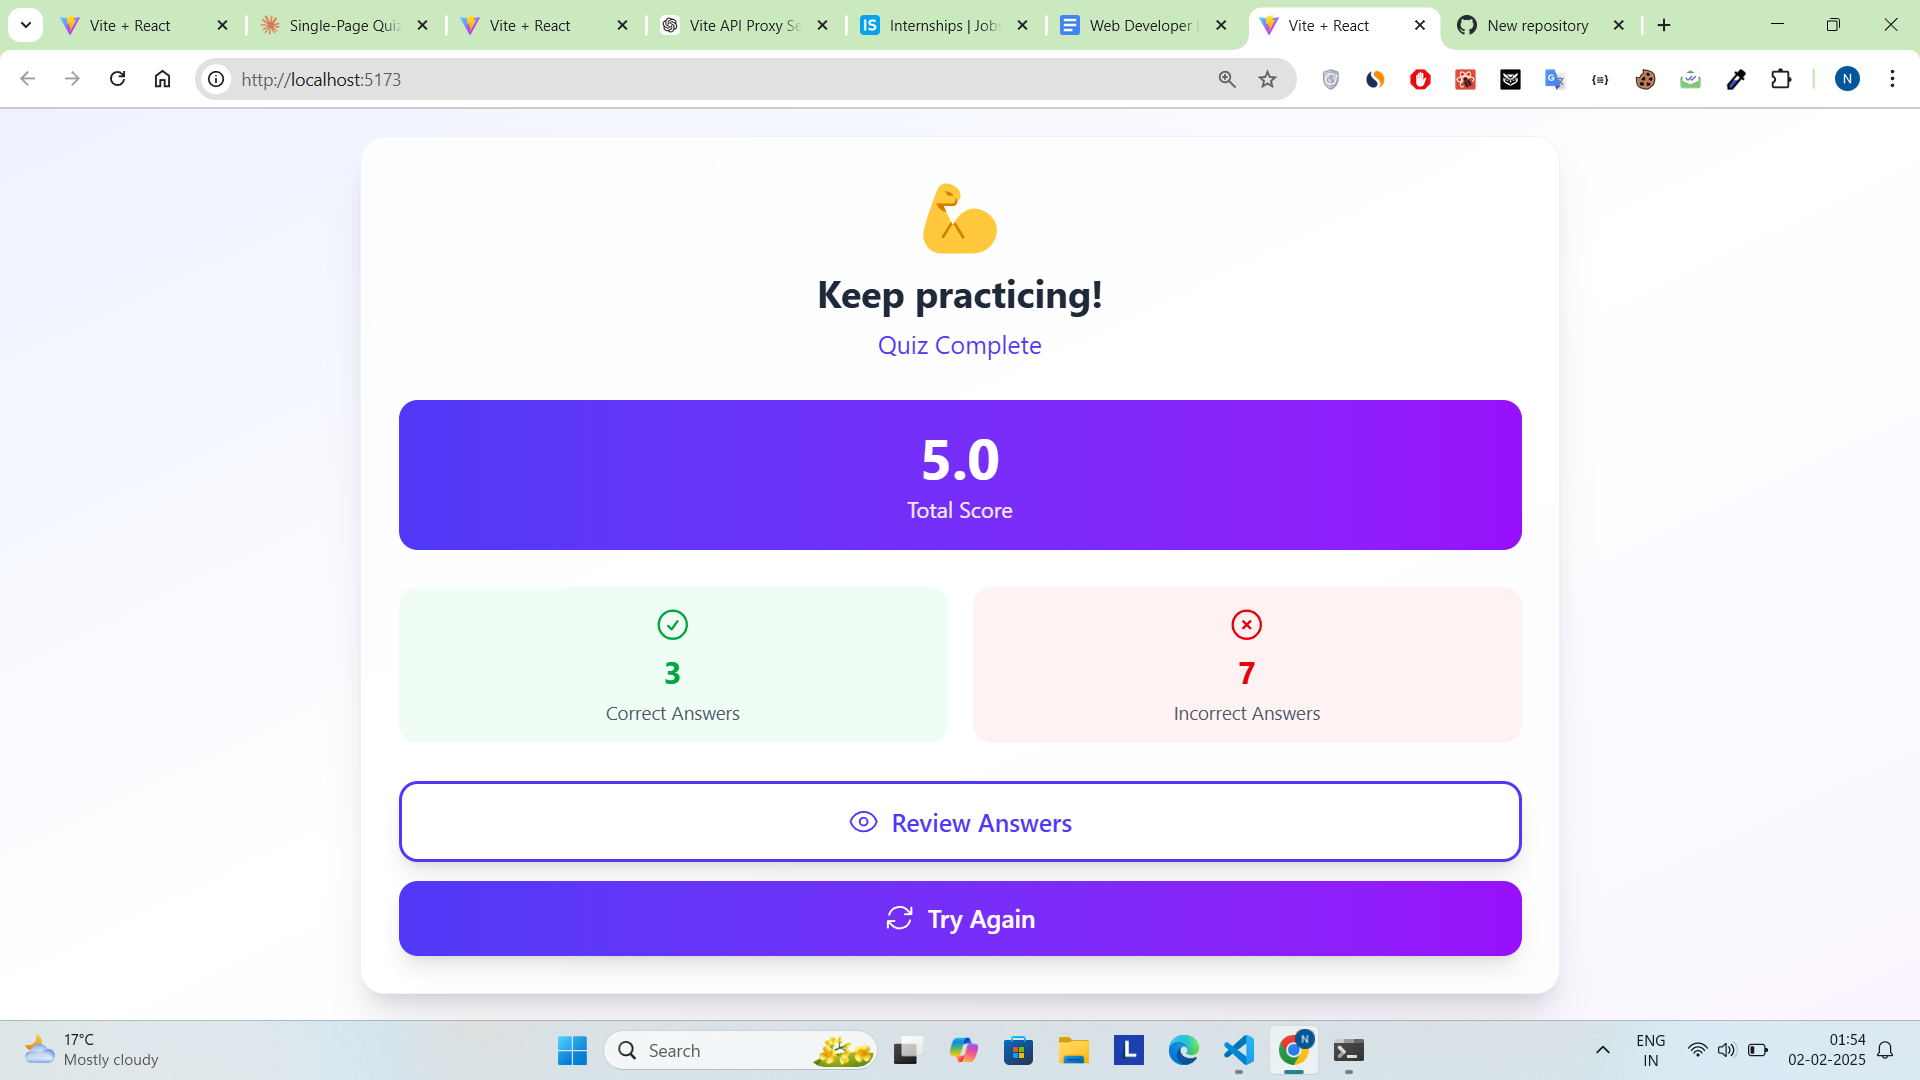 Vite + React
Single-Page Quiz
Vite + React
Vite API Proxy Se
Internships | Jobs
Web Developer
Vite + React
New repository
http://localhost:5173
N
Keep practicing!
Quiz Complete
5.0
Total Score
3
Correct Answers
7
Incorrect Answers
Review Answers
Try Again
17°C
Mostly cloudy
Search
L
N
ENG
IN
01:54
02-02-2025